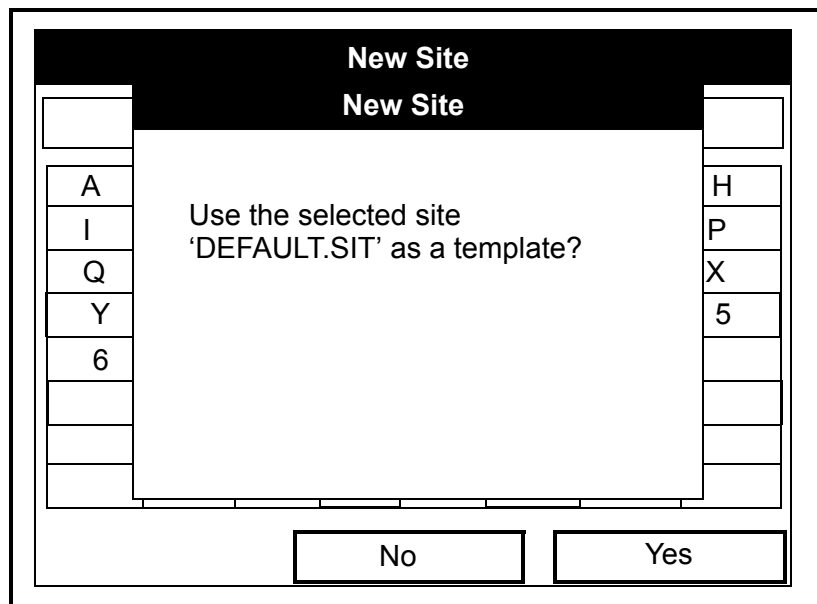 New Site
New Site
Use the selected site
‘DEFAULT.SIT’ as a template?
A H
I P
Q X
Y 5
6
No Yes